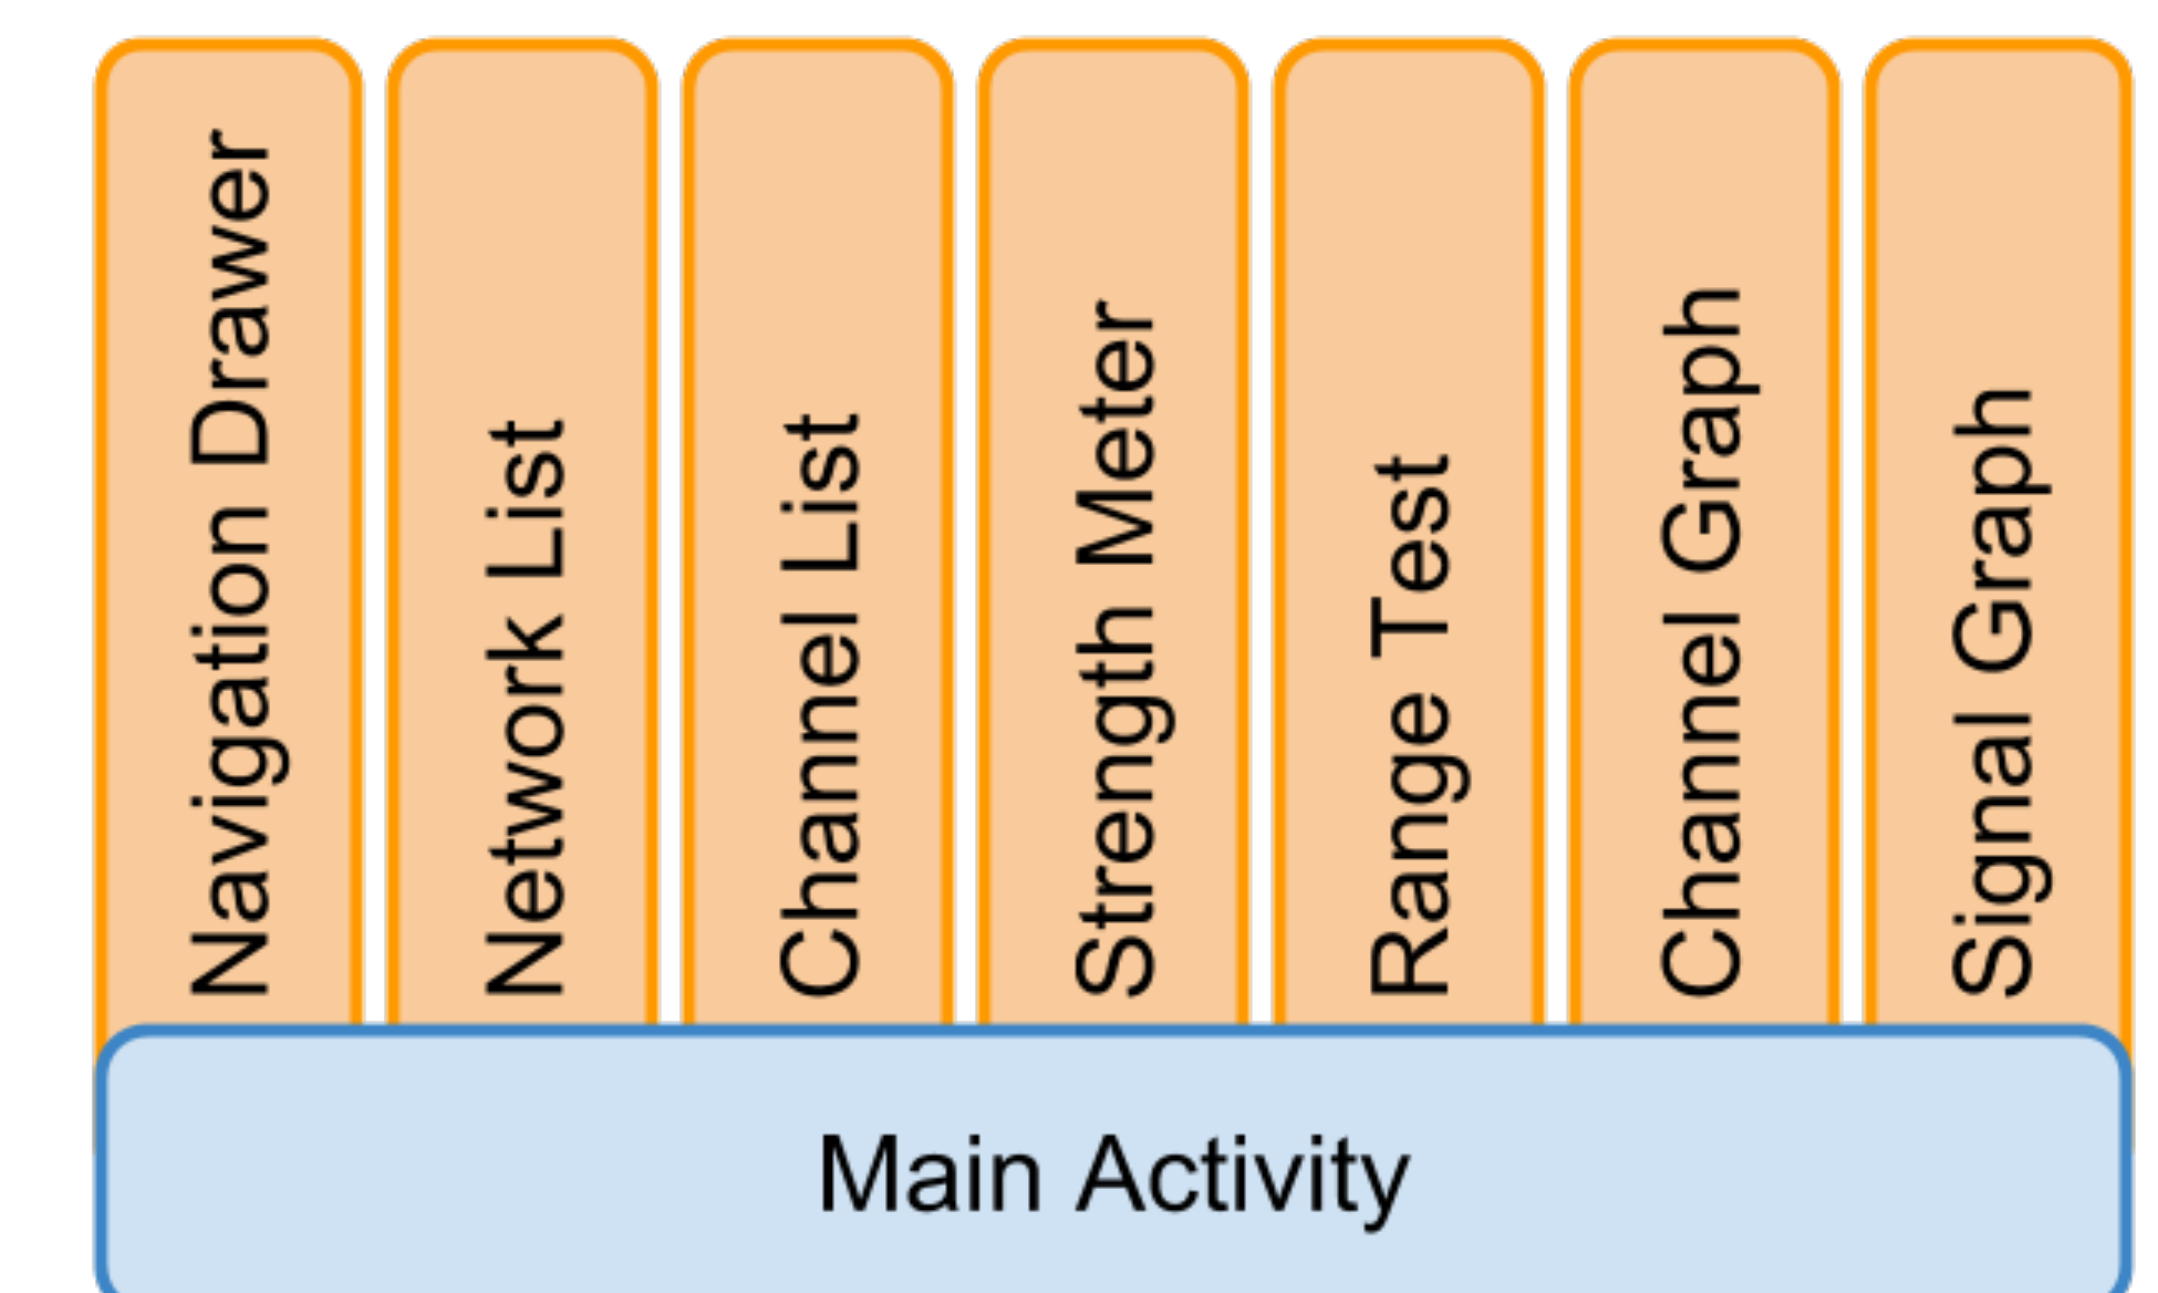 Navigation Drawer
Network List
Channel List
Strength Meter
Range Test
Channel Graph
Signal Graph
Main Activity